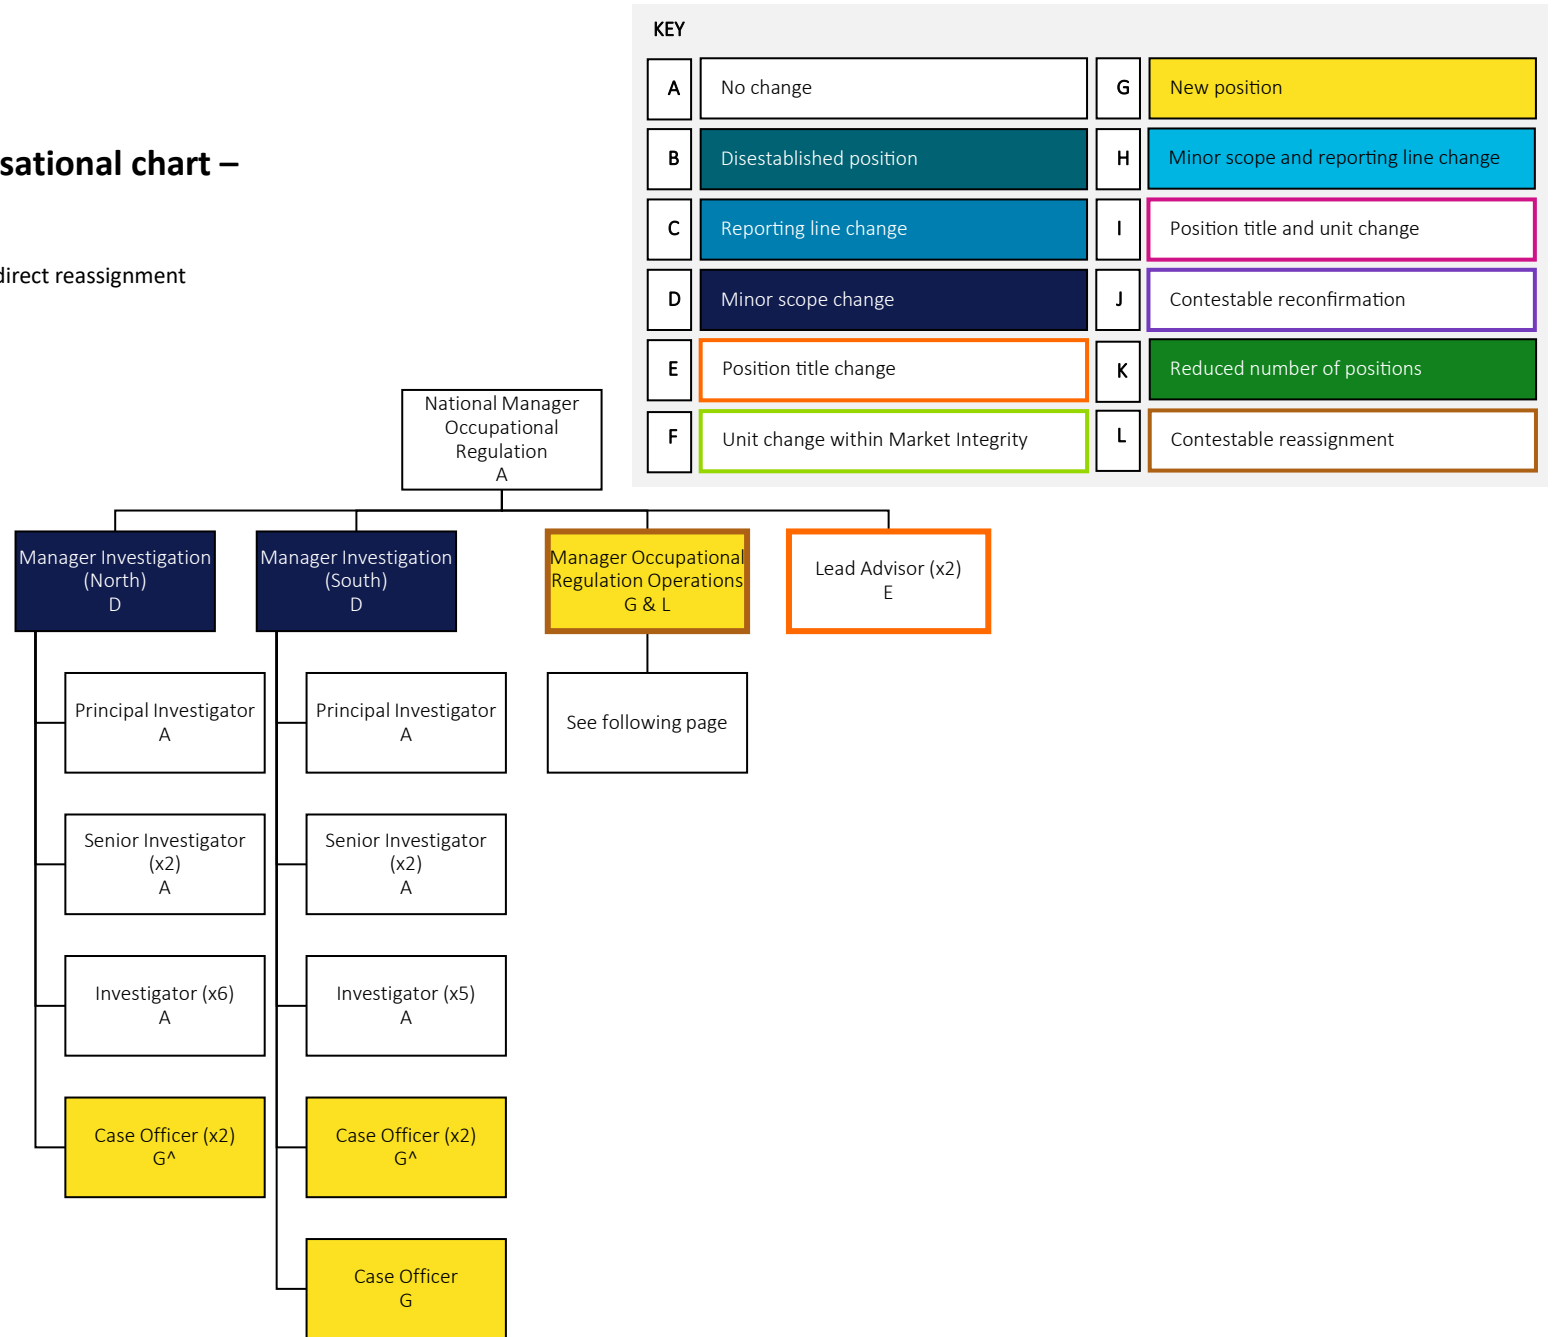 KEY
A
No change
G
New position
B
Disestablished position
H
Minor scope and reporting line change
C
Reporting line change
I
Position title and unit change
D
Minor scope change
J
Contestable reconfirmation
E
Position title change
K
Reduced number of positions
F
Unit change within Market Integrity
L
Contestable reassignment
sational chart –
direct reassignment
National Manager
Occupational
Regulation
A
Manager Investigation
(North)
D
Manager Investigation
(South)
D
Manager Occupational
Regulation Operations
G & L
Lead Advisor (x2)
E
Principal Investigator
A
Principal Investigator
A
See following page
Senior Investigator
(x2)
A
Senior Investigator
(x2)
A
Investigator (x6)
A
Investigator (x5)
A
Case Officer (x2)
G^
Case Officer (x2)
G^
Case Officer
G